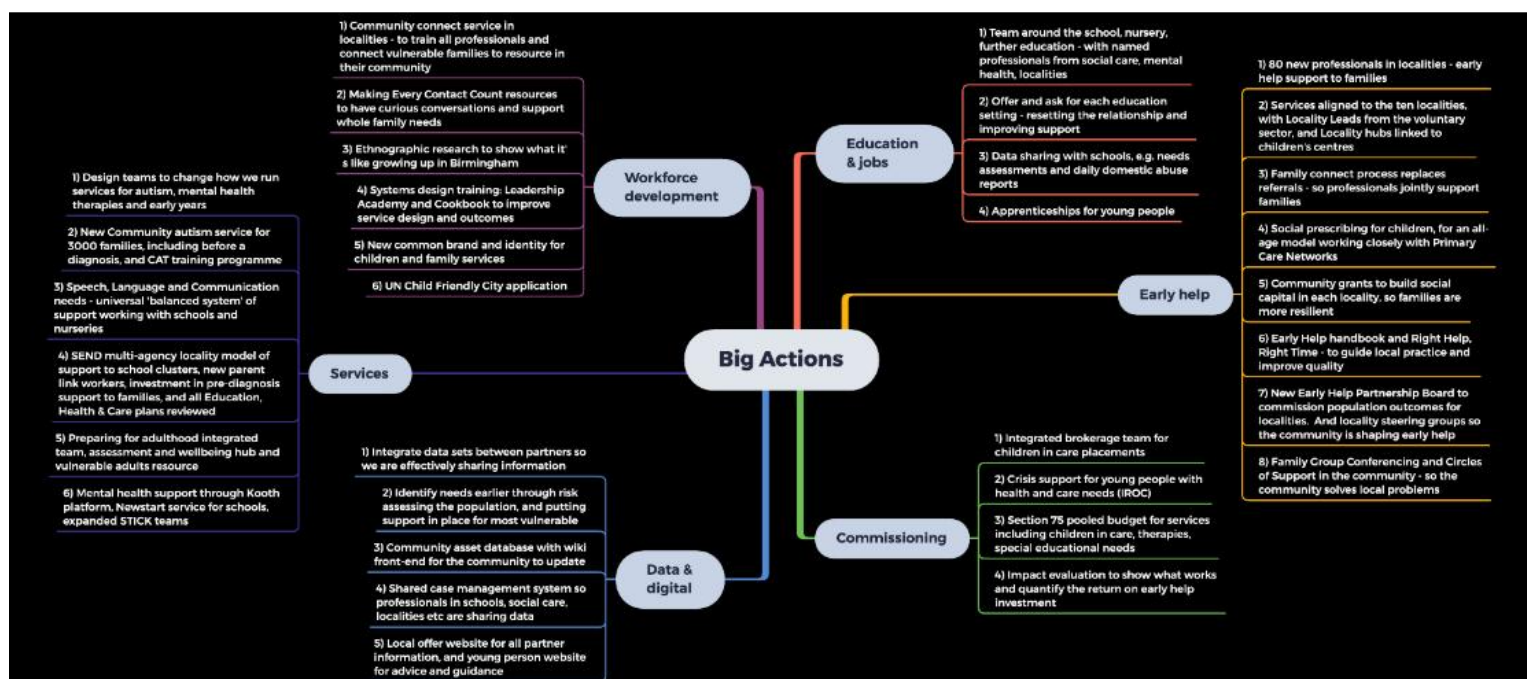 Big Actions
Workforce
development
1) Community connect service in
localities - to train all professionals and
connect vulnerable families to resource in
their community
2) Making Every Contact Count resources
to have curious conversations and support
whole family needs
3) Ethnographic research to show what it'
s like growing up in Birmingham
4) Systems design training: Leadership
Academy and Cookbook to improve
service design and outcomes
5) New common brand and identity for
children and family services
6) UN Child Friendly City application
Education
& jobs
1) Team around the school, nursery,
further education - with named
professionals from social care, mental
health, localities
2) Offer and ask for each education
setting - resetting the relationship and
improving support
3) Data sharing with schools, e.g. needs
assessments and daily domestic abuse
reports
4) Apprenticeships for young people
Early help
1) 80 new professionals in localities - early
help support to families
2) Services aligned to the ten localities,
with Locality Leads from the voluntary
sector, and Locality hubs linked to
children's centres
3) Family connect process replaces
referrals - so professionals jointly support
families
4) Social prescribing for children, for an all-
age model working closely with Primary
Care Networks
5) Community grants to build social
capital in each locality, so families are
more resilient
6) Early Help handbook and Right Help,
Right Time - to guide local practice and
improve quality
7) New Early Help Partnership Board to
commission population outcomes for
localities. And locality steering groups so
the community is shaping early help
8) Family Group Conferencing and Circles
of Support in the community - so the
community solves local problems
Services
1) Design teams to change how we run
services for autism, mental health
therapies and early years
2) New Community autism service for
3000 families, including before a
diagnosis, and CAT training programme
3) Speech, Language and Communication
needs - universal 'balanced system' of
support working with schools and
nurseries
4) SEND multi-agency locality model of
support to school clusters, new parent
link workers, investment in pre-diagnosis
support to families, and all Education,
Health & Care plans reviewed
5) Preparing for adulthood integrated
team, assessment and wellbeing hub and
vulnerable adults resource
6) Mental health support through Kooth
platform, Newstart service for schools,
expanded STICK teams
Data &
digital
1) Integrate data sets between partners so
we are effectively sharing information
2) Identify needs earlier through risk
assessing the population, and putting
support in place for most vulnerable
3) Community asset database with wiki
front-end for the community to update
4) Shared case management system so
professionals in schools, social care,
localities etc are sharing data
5) Local offer website for all partner
information, and young person website
for advice and guidance
Commissioning
1) Integrated brokerage team for
children in care placements
2) Crisis support for young people with
health and care needs (IROC)
3) Section 75 pooled budget for services
including children in care, therapies,
special educational needs
4) Impact evaluation to show what works
and quantify the return on early help
investment